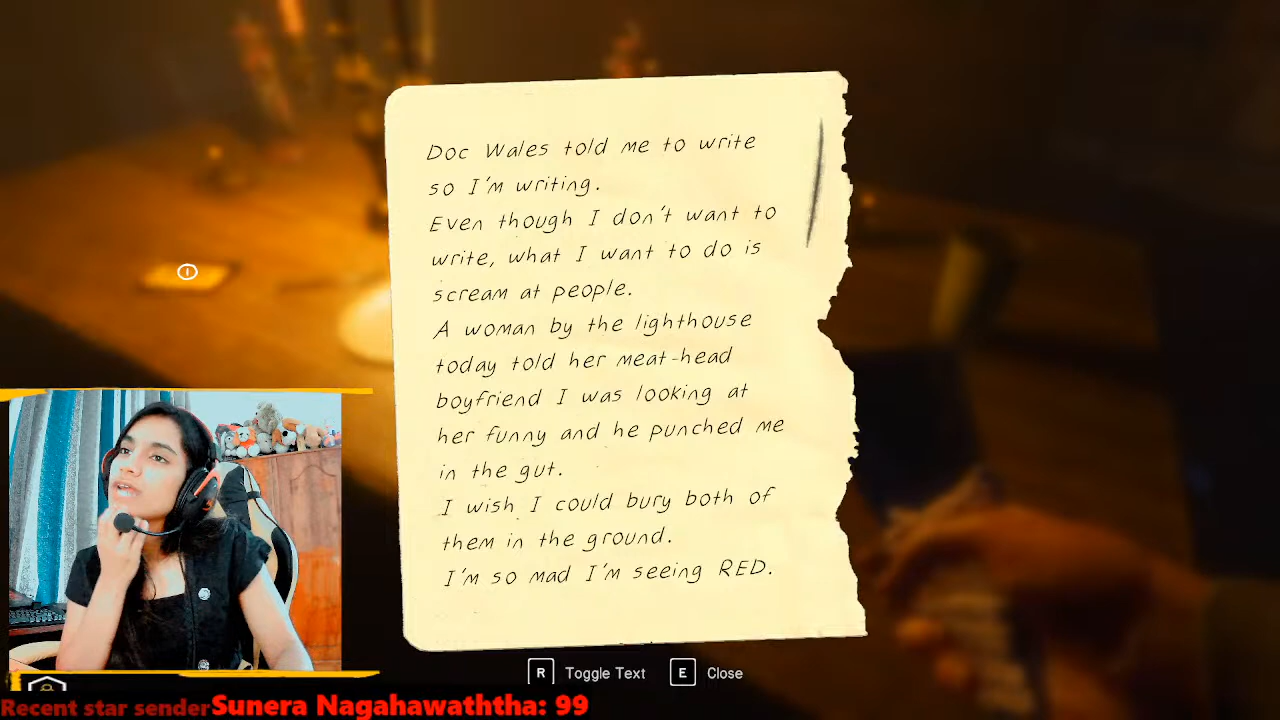 Doc Wales told me to write
so I'm writing.
Even though I don't want to
write, what I want to do is
scream at people.
A woman by the lighthouse
today told her meat-head
boyfriend I was looking at
her funny and he punched me
in the gut.
I wish I could bury both of
them in the ground.
I'm so mad I'm seeing RED.
R Toggle Text E Close
Recent star sender Sunera Nagahawaththa: 99